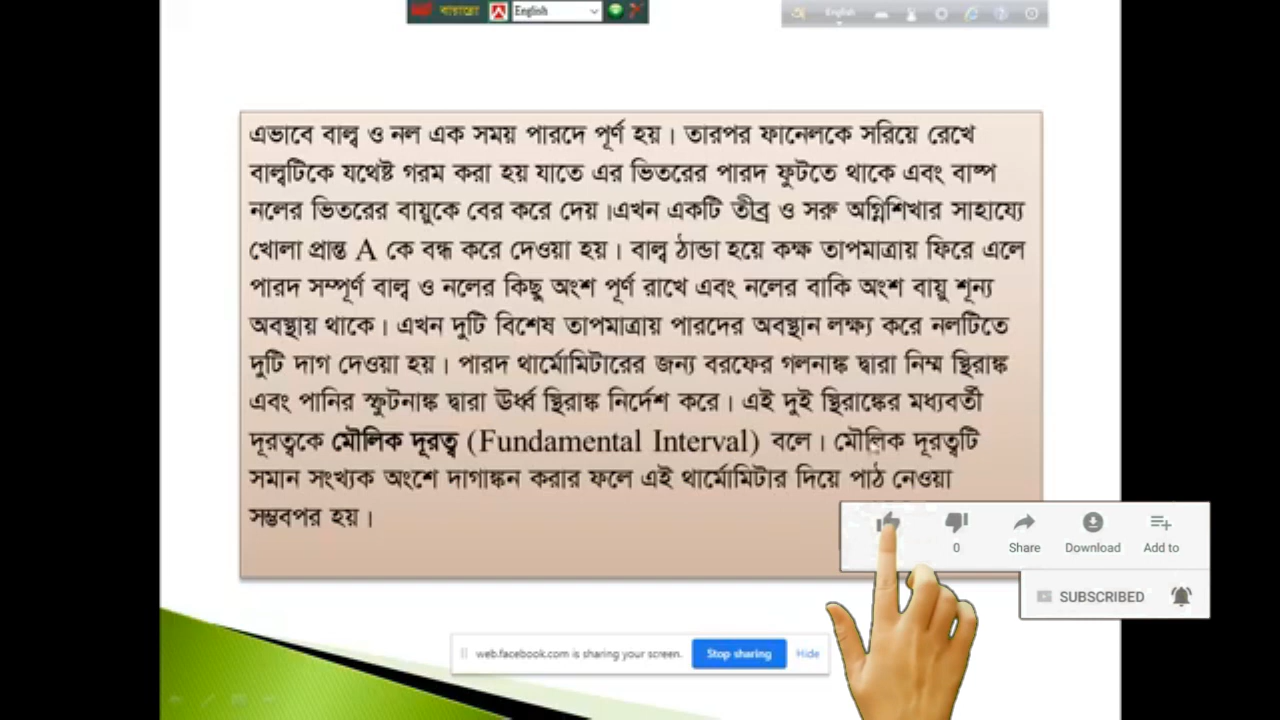 বায়ান্নো
English
English
এভাবে বাল্ব ও নল এক সময় পারদে পূর্ণ হয়। তারপর ফানেলকে সরিয়ে রেখে
বাল্বটিকে যথেষ্ট গরম করা হয় যাতে এর ভিতরের পারদ ফুটতে থাকে এবং বাষ্প
নলের ভিতরের বায়ুকে বের করে দেয়।এখন একটি তীব্র ও সরু অগ্নিশিখার সাহায্যে
খোলা প্রান্ত A কে বন্ধ করে দেওয়া হয়। বাল্ব ঠান্ডা হয়ে কক্ষ তাপমাত্রায় ফিরে এলে
পারদ সম্পূর্ণ বাল্ব ও নলের কিছু অংশ পূর্ণ রাখে এবং নলের বাকি অংশ বায়ু শূন্য
অবস্থায় থাকে। এখন দুটি বিশেষ তাপমাত্রায় পারদের অবস্থান লক্ষ্য করে নলটিতে
দুটি দাগ দেওয়া হয়। পারদ থার্মোমিটারের জন্য বরফের গলনাঙ্ক দ্বারা নিম্ম স্থিরাঙ্ক
এবং পানির স্ফুটনাঙ্ক দ্বারা ঊর্ধ্ব স্থিরাঙ্ক নির্দেশ করে। এই দুই স্থিরাঙ্কের মধ্যবর্তী
দূরত্বকে মৌলিক দূরত্ব (Fundamental Interval) বলে। মৌলিক দূরত্বটি
সমান সংখ্যক অংশে দাগাঙ্কন করার ফলে এই থার্মোমিটার দিয়ে পাঠ নেওয়া
সম্ভবপর হয়।
0 Share Download Add to
SUBSCRIBED
web.facebook.com is sharing your screen. Stop sharing Hide